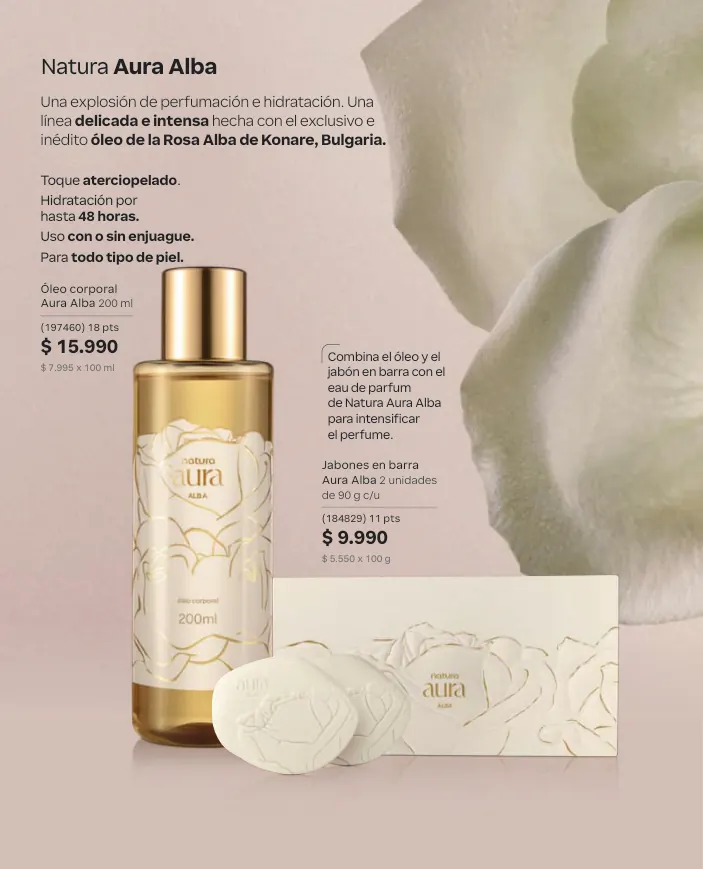 Natura Aura Alba
Una explosión de perfumación e hidratación. Una
línea delicada e intensa hecha con el exclusivo e
inédito óleo de la Rosa Alba de Konare, Bulgaria.
Toque aterciopelado.
Hidratación por
hasta 48 horas.
Uso con o sin enjuague.
Para todo tipo de piel.
Óleo corporal
Aura Alba 200 ml
(197460) 18 pts
$ 15.990
$ 7.995 x 100 ml
Combina el óleo y el
jabón en barra con el
eau de parfum
de Natura Aura Alba
para intensificar
el perfume.
Jabones en barra
Aura Alba 2 unidades
de 90 g c/u
(184829) 11 pts
$ 9.990
$ 5.550 x 100 g
natura
aura
ALBA
óleo corporal
200ml
aura
natura
aura
ALBA